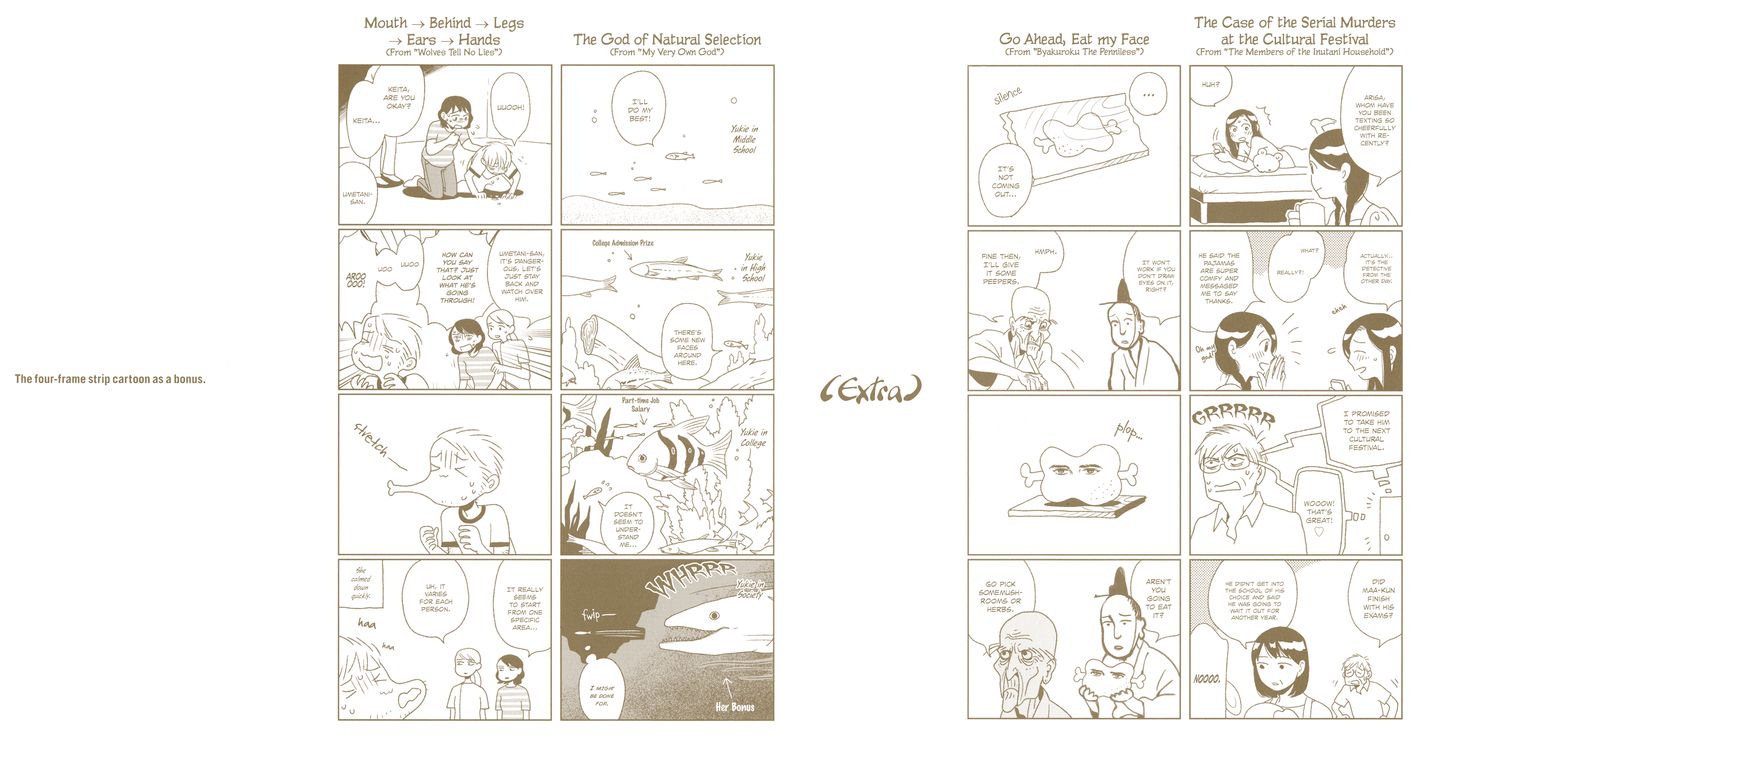 The Case of the Serial Murders
at the Cultural Festival
(From "The Members of the Inutani Household")
ARISA,
WHOM HAVE
YOU BEEN
TEXTING SO
CHEERFULLY
WITH RE-
CENTLY?
HUH?
ACTUALLY...
IT'S THE
DETECTIVE
FROM THE
OTHER DAY.
eheh
WHAT?
REALLY?!
HE SAID THE
PAJAMAS
ARE SUPER
COMFY AND
MESSAGED
ME TO SAY
THANKS.
Oh my
god!
I PROMISED
TO TAKE HIM
TO THE NEXT
CULTURAL
FESTIVAL.
WOOOW!
THAT'S
GREAT!
♡
GRRRRR
DID
MAA-KUN
FINISH
WITH HIS
EXAMS?
HE DIDN'T GET INTO
THE SCHOOL OF HIS
CHOICE AND SAID
HE WAS GOING TO
WAIT IT OUT FOR
ANOTHER YEAR.
NOOOO.
Go Ahead, Eat my Face
(From "Byakuroku The Penniless")
...
silence
IT'S
NOT
COMING
OUT...
IT WON'T
WORK IF YOU
DON'T DRAW
EYES ON IT,
RIGHT?
HMPH.
FINE THEN,
I'LL GIVE
IT SOME
PEEPERS.
plop...
AREN'T
YOU
GOING
TO EAT
IT?
GO PICK
SOMEMUSH-
ROOMS OR
HERBS.
(Extra)
The God of Natural Selection
(From "My Very Own God")
Yukie in
Middle
School
I'LL
DO MY
BEST!
Yukie
in High
School
College Admission Prize
THERE'S
SOME NEW
FACES
AROUND
HERE.
Yukie in
College
Part-time Job
Salary
IT
DOESN'T
SEEM TO
UNDER-
STAND
ME...
Yukie in
Society
WHRRR
fwip
I MIGHT
BE DONE
FOR.
Her Bonus
Mouth → Behind → Legs
→ Ears → Hands
(From "Wolves Tell No Lies")
UUOOH!
KEITA,
ARE YOU
OKAY?
KEITA...
UMETANI-
SAN.
UMETANI-SAN,
IT'S DANGER-
OUS, LET'S
JUST STAY
BACK AND
WATCH OVER
HIM.
HOW CAN
YOU SAY
THAT? JUST
LOOK AT
WHAT HE'S
GOING
THROUGH!
UUOO
UOO
AROO
OOO!
stretch
IT REALLY
SEEMS
TO START
FROM ONE
SPECIFIC
AREA...
UH, IT
VARIES
FOR EACH
PERSON.
She
calmed
down
quickly.
haa
haa
The four-frame strip cartoon as a bonus.